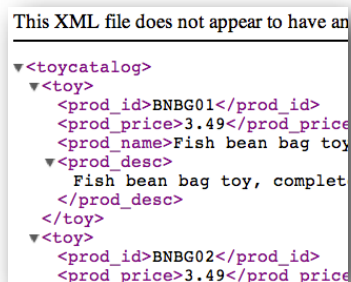 This XML file does not appear to have an
▼<toycatalog>
▼<toy>
<prod_id>BNBG01</prod_id>
<prod_price>3.49</prod_price
<prod_name>Fish bean bag toy
▼<prod_desc>
Fish bean bag toy, complet
</prod_desc>
</toy>
▼<toy>
<prod_id>BNBG02</prod_id>
<prod_price>3.49</prod_price